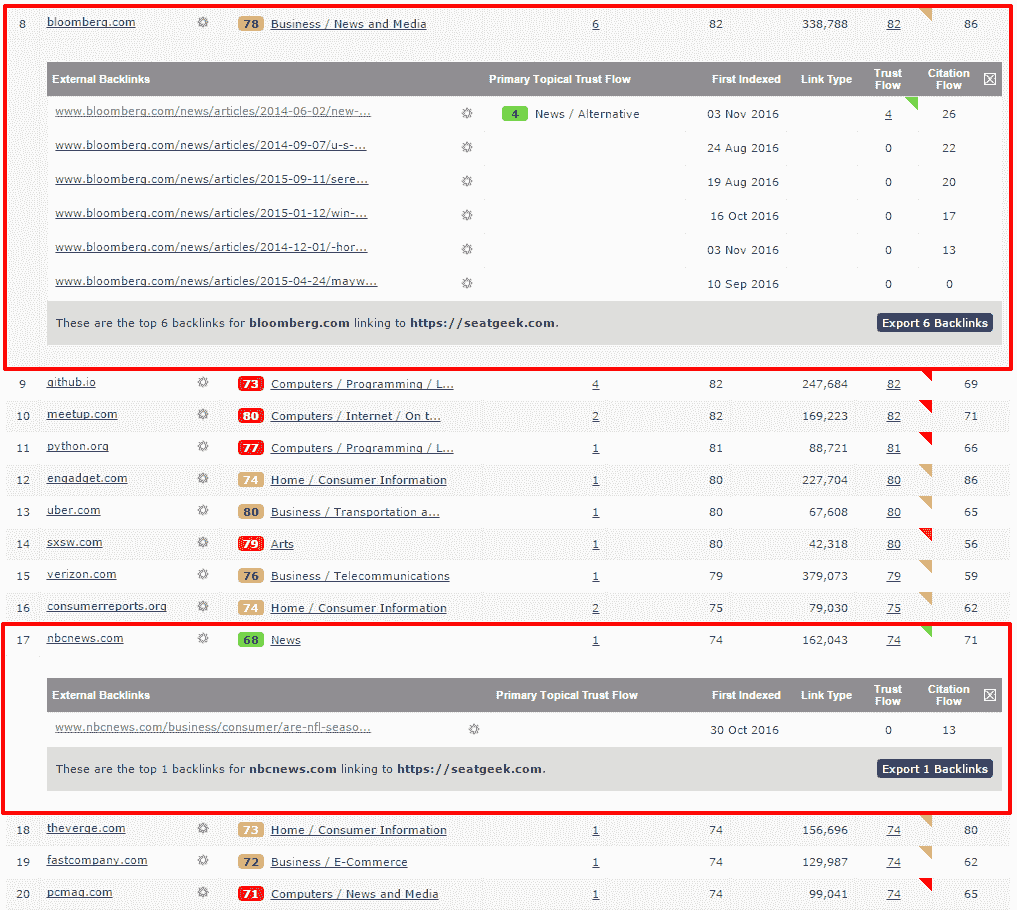 8 bloomberg.com 78 Business / News and Media 6 82 338,788 82 86
External Backlinks Primary Topical Trust Flow First Indexed Link Type Trust Flow Citation Flow
www.bloomberg.com/news/articles/2014-06-02/new-... 4 News / Alternative 03 Nov 2016 4 26
www.bloomberg.com/news/articles/2014-09-07/u-s-... 24 Aug 2016 0 22
www.bloomberg.com/news/articles/2015-09-11/sere... 19 Aug 2016 0 20
www.bloomberg.com/news/articles/2015-01-12/win-... 16 Oct 2016 0 17
www.bloomberg.com/news/articles/2014-12-01/-hor... 03 Nov 2016 0 13
www.bloomberg.com/news/articles/2015-04-24/mayw... 10 Sep 2016 0 0
These are the top 6 backlinks for bloomberg.com linking to https://seatgeek.com. Export 6 Backlinks
9 github.io 73 Computers / Programming / L... 4 82 247,684 82 69
10 meetup.com 80 Computers / Internet / On t... 2 82 169,223 82 71
11 python.org 77 Computers / Programming / L... 1 81 88,721 81 66
12 engadget.com 74 Home / Consumer Information 1 80 227,704 80 86
13 uber.com 80 Business / Transportation a... 1 80 67,608 80 65
14 sxsw.com 79 Arts 1 80 42,318 80 56
15 verizon.com 76 Business / Telecommunications 1 79 379,073 79 59
16 consumerreports.org 74 Home / Consumer Information 2 75 79,030 75 62
17 nbcnews.com 68 News 1 74 162,043 74 71
External Backlinks Primary Topical Trust Flow First Indexed Link Type Trust Flow Citation Flow
www.nbcnews.com/business/consumer/are-nfl-seaso... 30 Oct 2016 0 13
These are the top 1 backlinks for nbcnews.com linking to https://seatgeek.com. Export 1 Backlinks
18 theverge.com 73 Home / Consumer Information 1 74 156,696 74 80
19 fastcompany.com 72 Business / E-Commerce 1 74 129,987 74 62
20 pcmag.com 71 Computers / News and Media 1 74 99,041 74 65